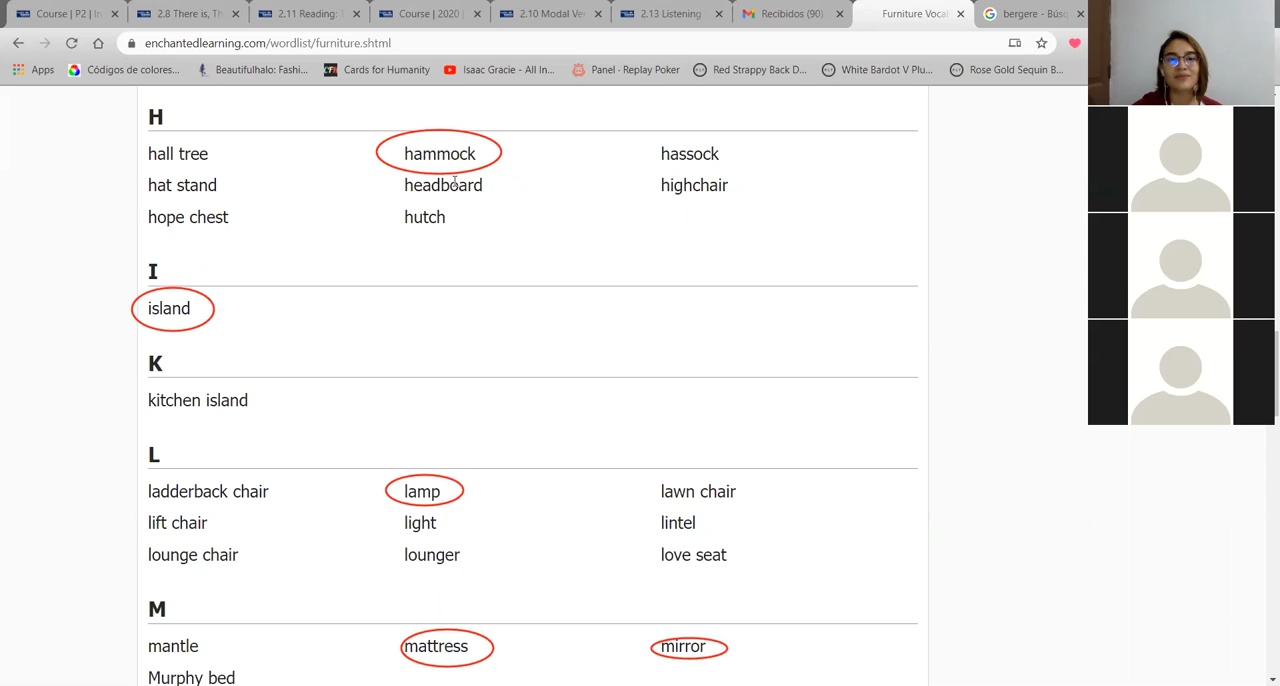 Course | P2 | In
2.8 There is, Th
2.11 Reading: T
Course | 2020 |
2.10 Modal Ve
2.13 Listening
Recibidos (90)
Furniture Vocab
bergere - Búsq
enchantedlearning.com/wordlist/furniture.shtml
Apps
Códigos de colores...
Beautifulhalo: Fashi...
Cards for Humanity
Isaac Gracie - All In...
Panel · Replay Poker
Red Strappy Back D...
White Bardot V Plu...
Rose Gold Sequin B...
H
hall tree hammock hassock
hat stand headboard highchair
hope chest hutch
I
island
K
kitchen island
L
ladderback chair lamp lawn chair
lift chair light lintel
lounge chair lounger love seat
M
mantle mattress mirror
Murphy bed